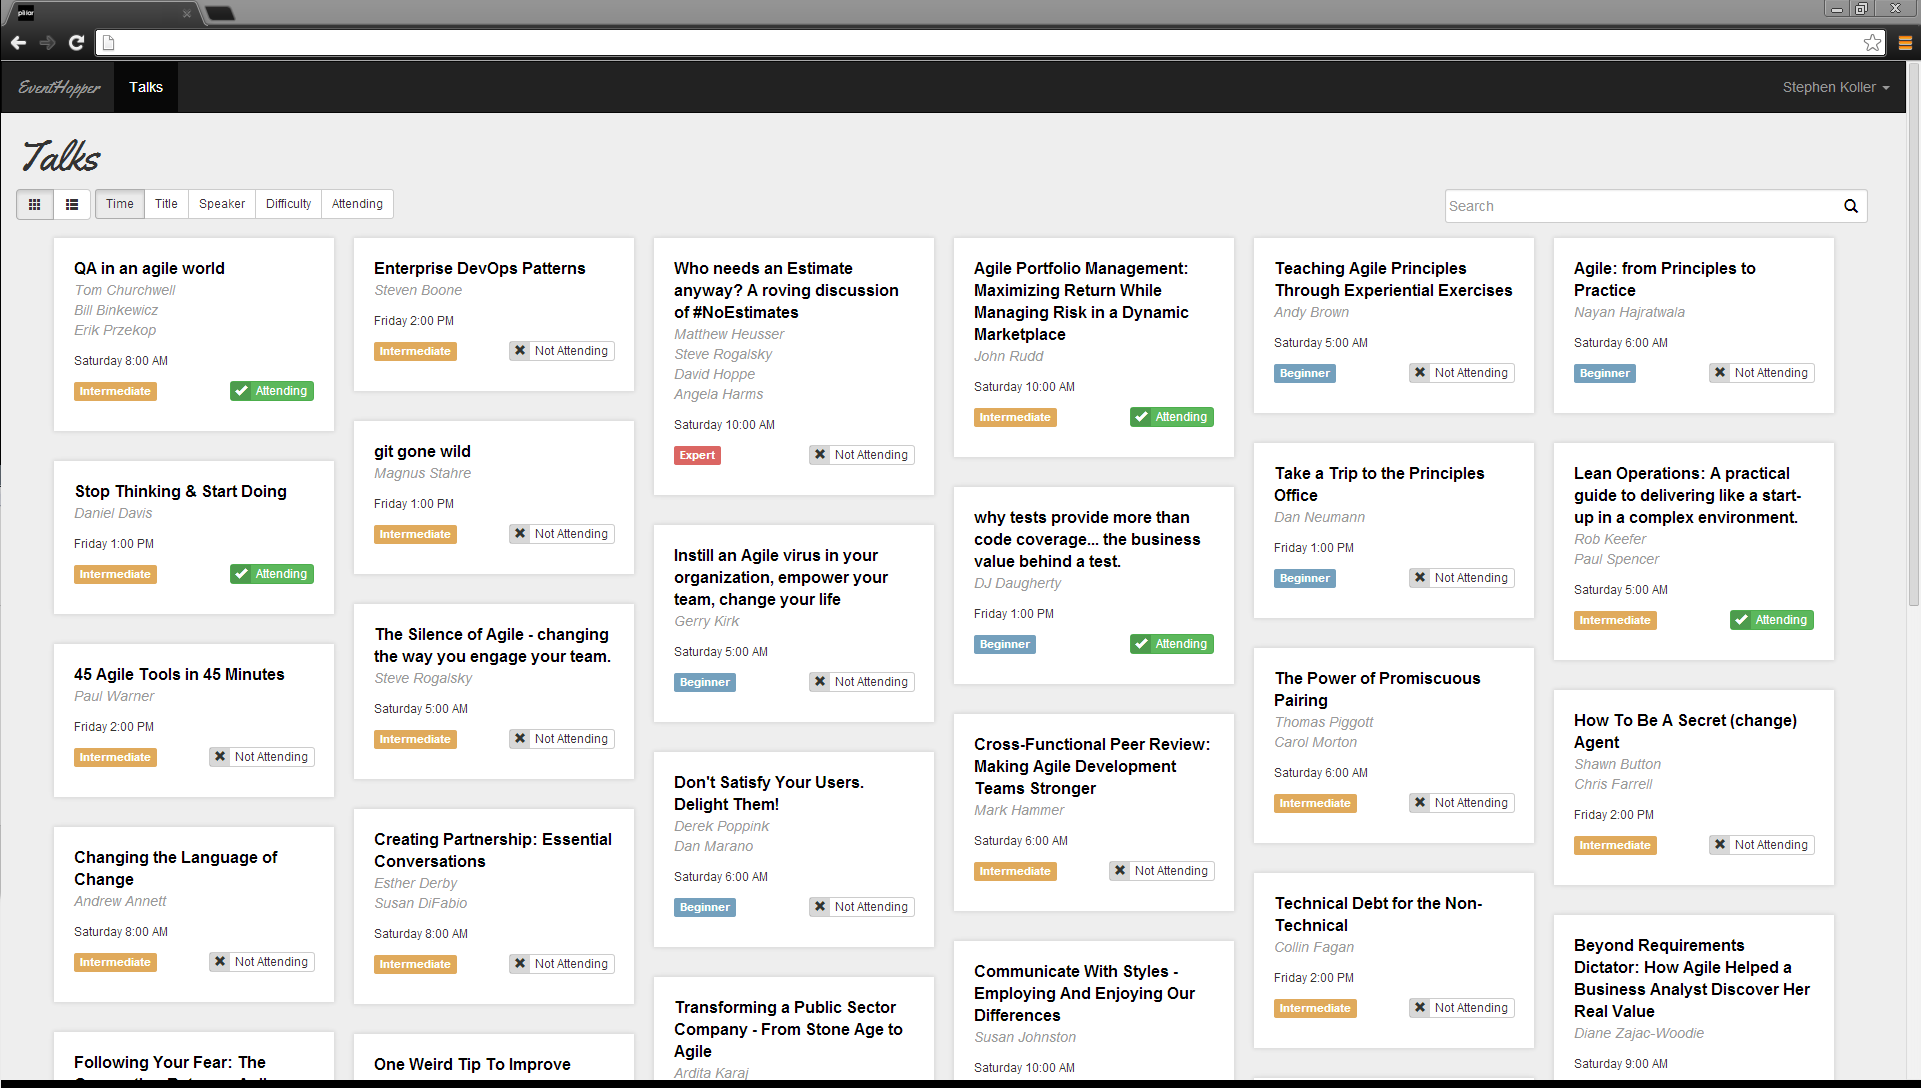 pillar
EventHopper
Talks
Stephen Koller
Talks
Time
Title
Speaker
Difficulty
Attending
Search
QA in an agile world
Tom Churchwell
Bill Binkewicz
Erik Przekop
Saturday 8:00 AM
Intermediate
Attending
Stop Thinking & Start Doing
Daniel Davis
Friday 1:00 PM
Intermediate
Attending
45 Agile Tools in 45 Minutes
Paul Warner
Friday 2:00 PM
Intermediate
Not Attending
Changing the Language of
Change
Andrew Annett
Saturday 8:00 AM
Intermediate
Not Attending
Following Your Fear: The
Enterprise DevOps Patterns
Steven Boone
Friday 2:00 PM
Intermediate
Not Attending
git gone wild
Magnus Stahre
Friday 1:00 PM
Intermediate
Not Attending
The Silence of Agile - changing
the way you engage your team.
Steve Rogalsky
Saturday 5:00 AM
Intermediate
Not Attending
Creating Partnership: Essential
Conversations
Esther Derby
Susan DiFabio
Saturday 8:00 AM
Intermediate
Not Attending
One Weird Tip To Improve
Who needs an Estimate
anyway? A roving discussion
of #NoEstimates
Matthew Heusser
Steve Rogalsky
David Hoppe
Angela Harms
Saturday 10:00 AM
Expert
Not Attending
Instill an Agile virus in your
organization, empower your
team, change your life
Gerry Kirk
Saturday 5:00 AM
Beginner
Not Attending
Don't Satisfy Your Users.
Delight Them!
Derek Poppink
Dan Marano
Saturday 6:00 AM
Beginner
Not Attending
Transforming a Public Sector
Company - From Stone Age to
Agile
Ardita Karaj
Agile Portfolio Management:
Maximizing Return While
Managing Risk in a Dynamic
Marketplace
John Rudd
Saturday 10:00 AM
Intermediate
Attending
why tests provide more than
code coverage... the business
value behind a test.
DJ Daugherty
Friday 1:00 PM
Beginner
Attending
Cross-Functional Peer Review:
Making Agile Development
Teams Stronger
Mark Hammer
Saturday 6:00 AM
Intermediate
Not Attending
Communicate With Styles -
Employing And Enjoying Our
Differences
Susan Johnston
Saturday 10:00 AM
Teaching Agile Principles
Through Experiential Exercises
Andy Brown
Saturday 5:00 AM
Beginner
Not Attending
Take a Trip to the Principles
Office
Dan Neumann
Friday 1:00 PM
Beginner
Not Attending
The Power of Promiscuous
Pairing
Thomas Piggott
Carol Morton
Saturday 6:00 AM
Intermediate
Not Attending
Technical Debt for the Non-
Technical
Collin Fagan
Friday 2:00 PM
Intermediate
Not Attending
Agile: from Principles to
Practice
Nayan Hajratwala
Saturday 6:00 AM
Beginner
Not Attending
Lean Operations: A practical
guide to delivering like a start-
up in a complex environment.
Rob Keefer
Paul Spencer
Saturday 5:00 AM
Intermediate
Attending
How To Be A Secret (change)
Agent
Shawn Button
Chris Farrell
Friday 2:00 PM
Intermediate
Not Attending
Beyond Requirements
Dictator: How Agile Helped a
Business Analyst Discover Her
Real Value
Diane Zajac-Woodie
Saturday 9:00 AM